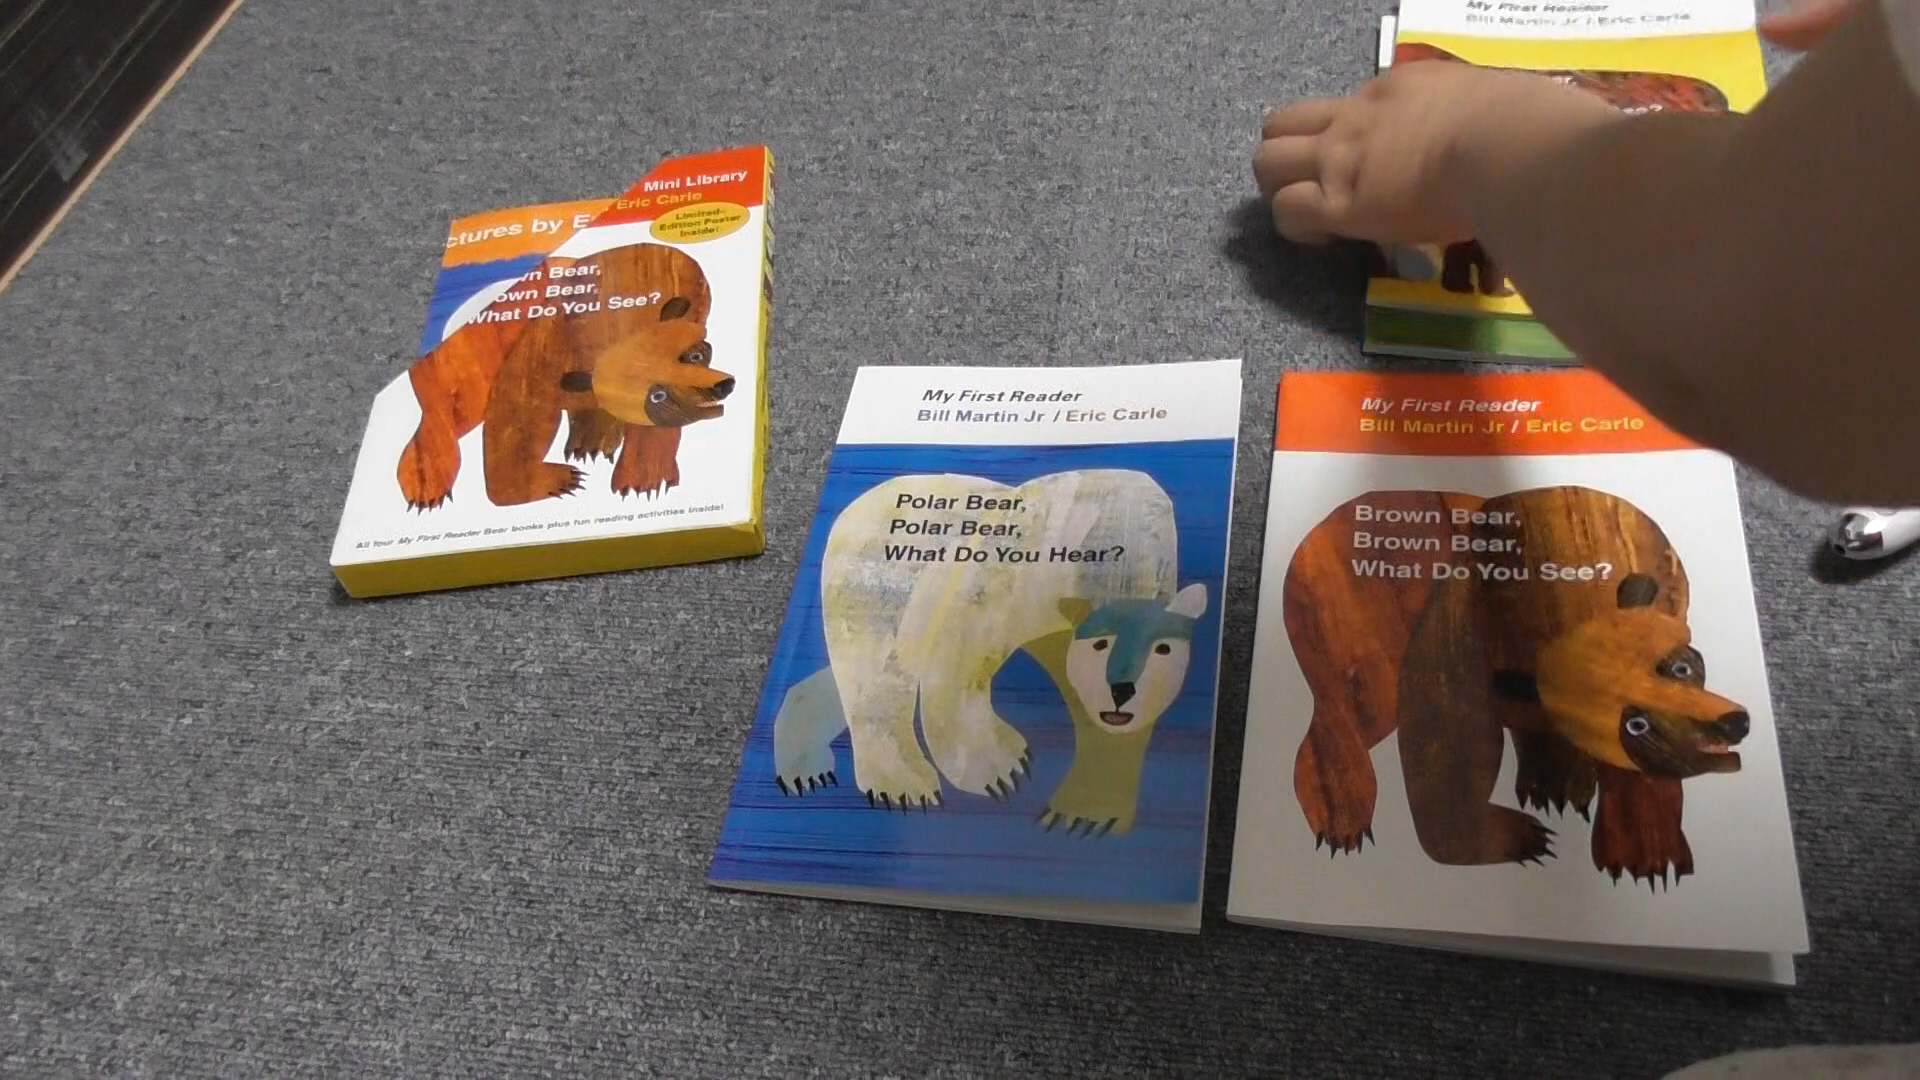 Mini Library
Eric Carle
Limited-
Edition Poster
Inside!
ctures by E
wn Bear,
own Bear,
What Do You See?
All four My First Reader Bear books plus fun reading activities inside!
My First Reader
Bill Martin Jr / Eric Carle
Polar Bear,
Polar Bear,
What Do You Hear?
My First Reader
Bill Martin Jr / Eric Carle
Brown Bear,
Brown Bear,
What Do You See?
My First Reader
Bill Martin Jr / Eric Carle